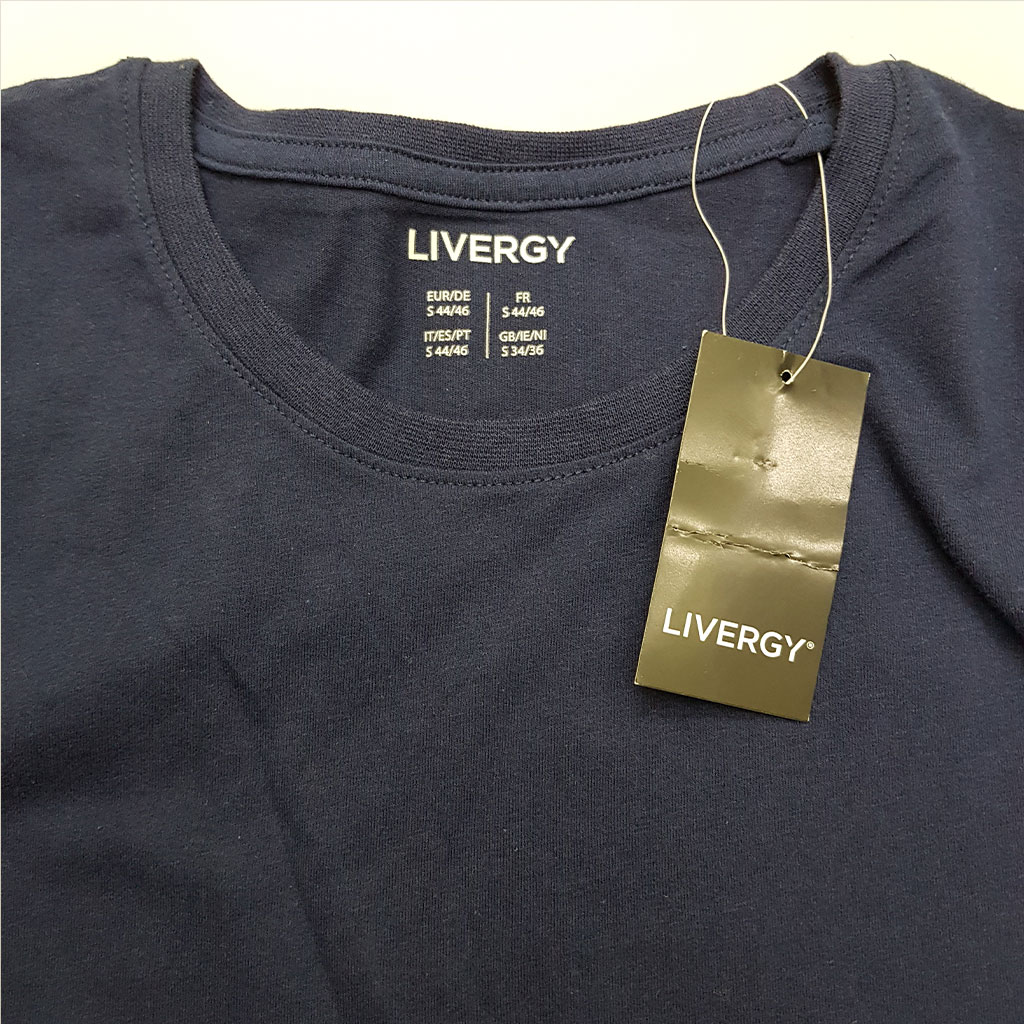 LIVERGY
EUR/DE
S 44/46
FR
S 44/46
IT/ES/PT
S 44/46
GB/IE/NI
S 34/36
LIVERGY®